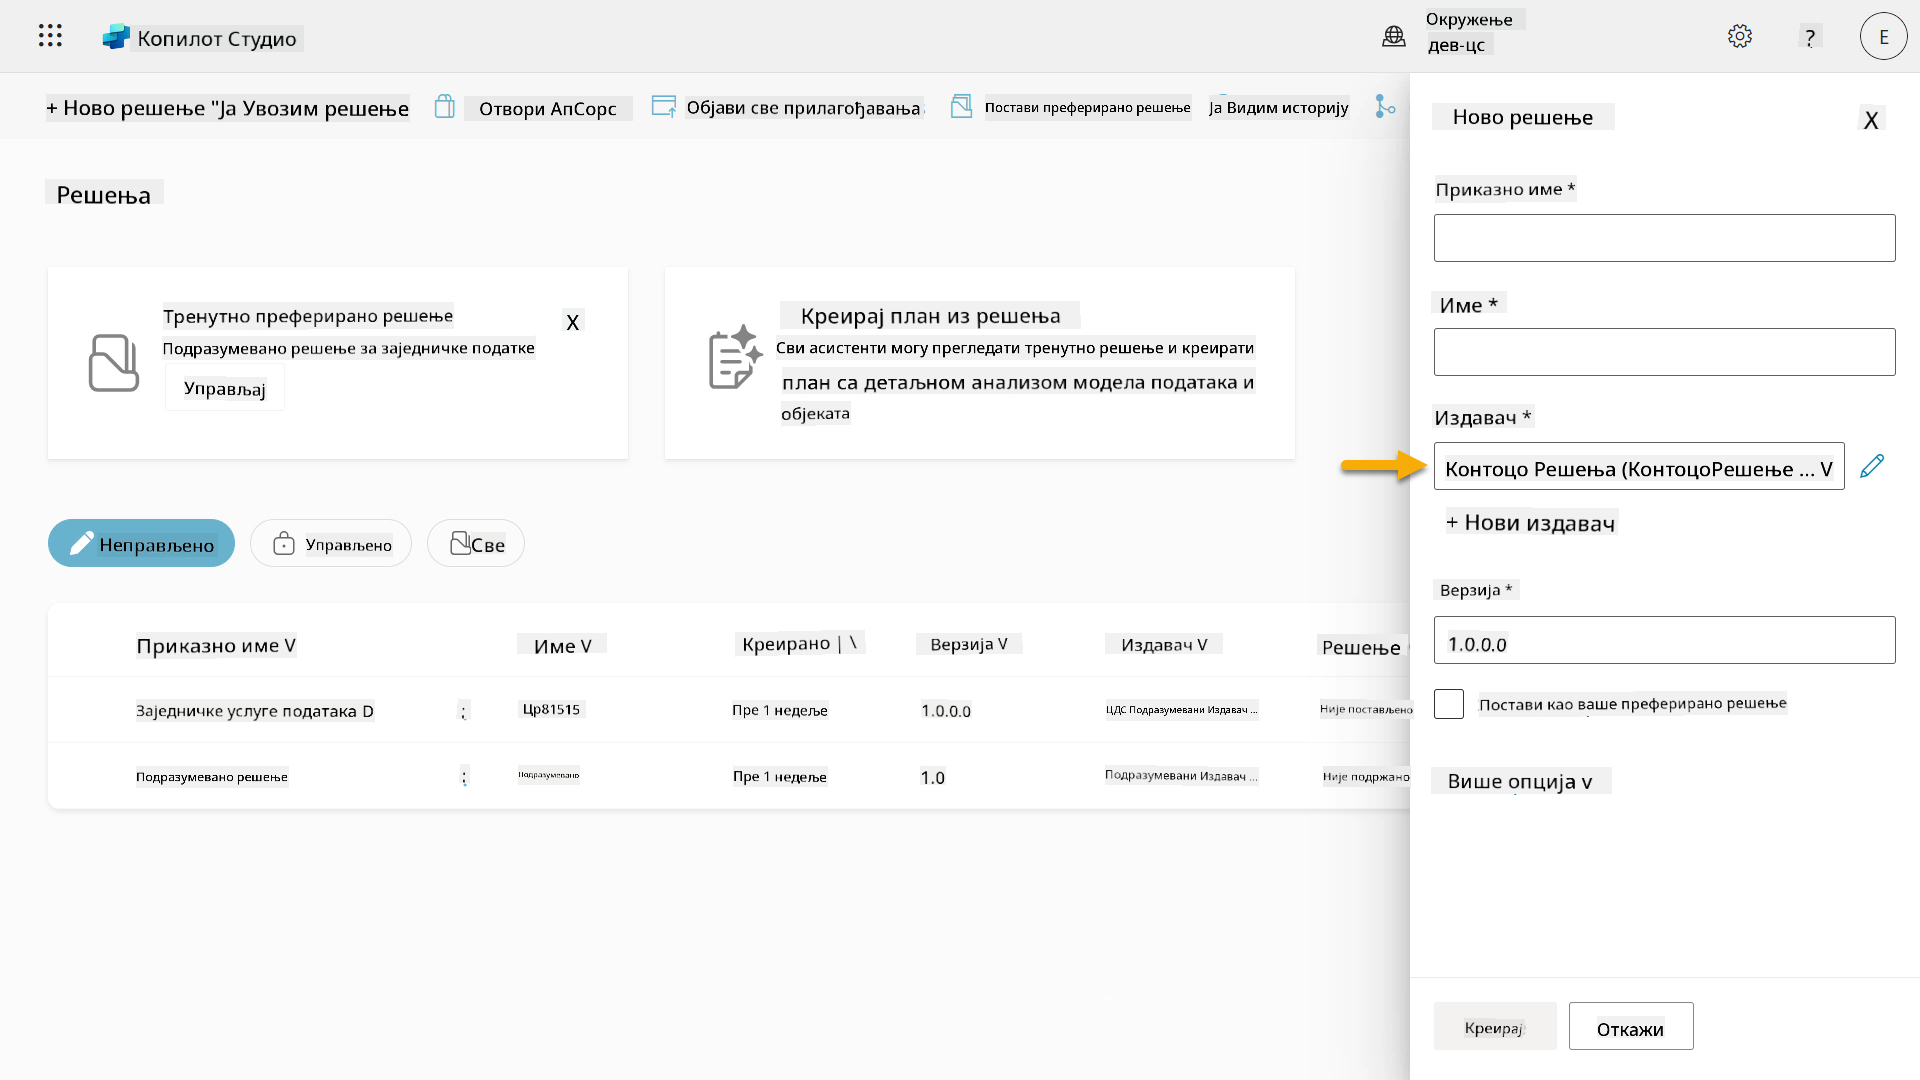 Копилот Студио
Окружење
дев-цс
?
E
+ Ново решење "Ја Увозим решење
Отвори АпСорс
Објави све прилагођавања
Постави преферирано решење
Ја Видим историју
Ново решење
X
Решења
Приказно име *
Тренутно преферирано решење
X
Подразумевано решење за заједничке податке
Управљај
Креирај план из решења
Сви асистенти могу прегледати тренутно решење и креирати
план са детаљном анализом модела података и
објеката
Име *
Издавач *
Контоцо Решења (КонтоцоРешење ... V
+ Нови издавач
Неправљено
Управљено
Све
Верзија *
1.0.0.0
Приказно име V
Име V
Креирано | \
Верзија V
Издавач V
Решење
Заједничке услуге података D
:
Цр81515
Пре 1 недеље
1.0.0.0
ЦДС Подразумевани Издавач ...
Није постављено
Постави као ваше преферирано решење
Подразумевано решење
:
Подразумевано
Пре 1 недеље
1.0
Подразумевани Издавач ...
Није подржано
Више опција v
Креирај
Откажи